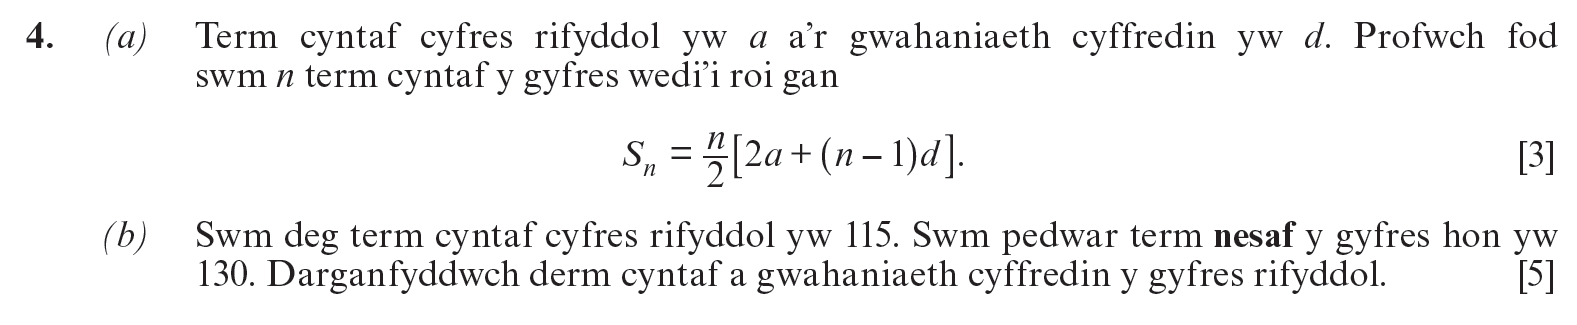 4. (a) Term cyntaf cyfres rifyddol yw a a’r gwahaniaeth cyffredin yw d. Profwch fod
swm n term cyntaf y gyfres wedi’i roi gan
Sₙ = n/2[2a + (n – 1)d]. [3]
(b) Swm deg term cyntaf cyfres rifyddol yw 115. Swm pedwar term nesaf y gyfres hon yw
130. Darganfyddwch derm cyntaf a gwahaniaeth cyffredin y gyfres rifyddol. [5]